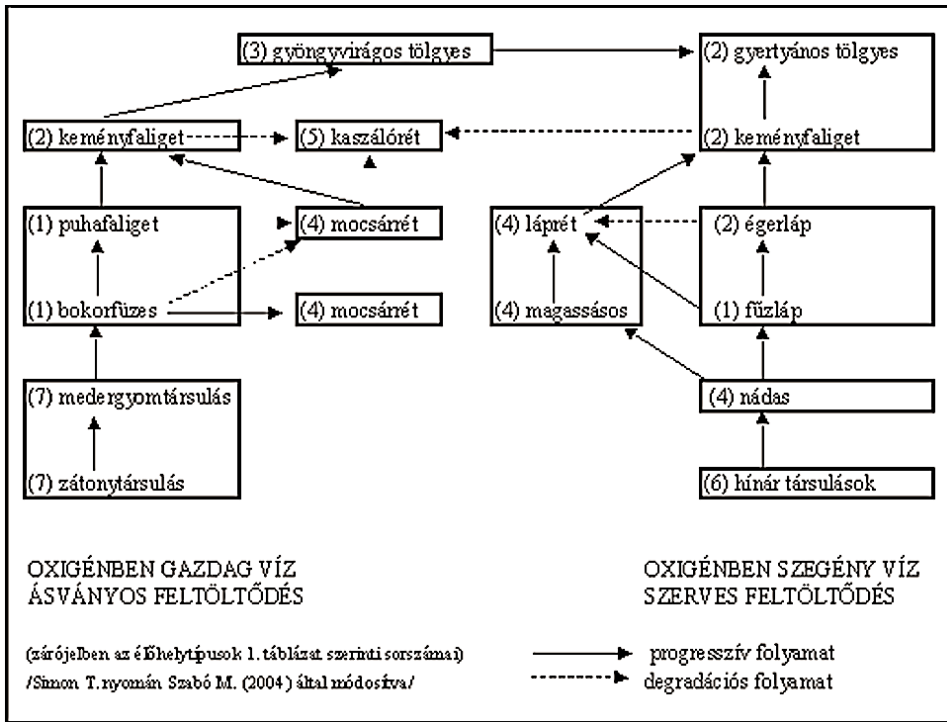 (3) gyöngyvirágos tölgyes
(2) gyertyános tölgyes
(2) keményfaliget
(5) kaszálórét
(2) keményfaliget
(1) puhafaliget
(4) mocsárrét
(4) láprét
(2) égerláp
(1) bokorfüzes
(4) mocsárrét
(4) magassásos
(1) fűzláp
(7) medergyomtársulás
(4) nádas
(7) zátonytársulás
(6) hínár társulások
OXIGÉNBEN GAZDAG VÍZ
ÁSVÁNYOS FELTÖLTŐDÉS
OXIGÉNBEN SZEGÉNY VÍZ
SZERVES FELTÖLTŐDÉS
(zárójelben az élőhelytípusok 1. táblázat szerinti sorszámai)
/Simon T. nyomán Szabó M. (2004) által módosítva/
progresszív folyamat
degradációs folyamat